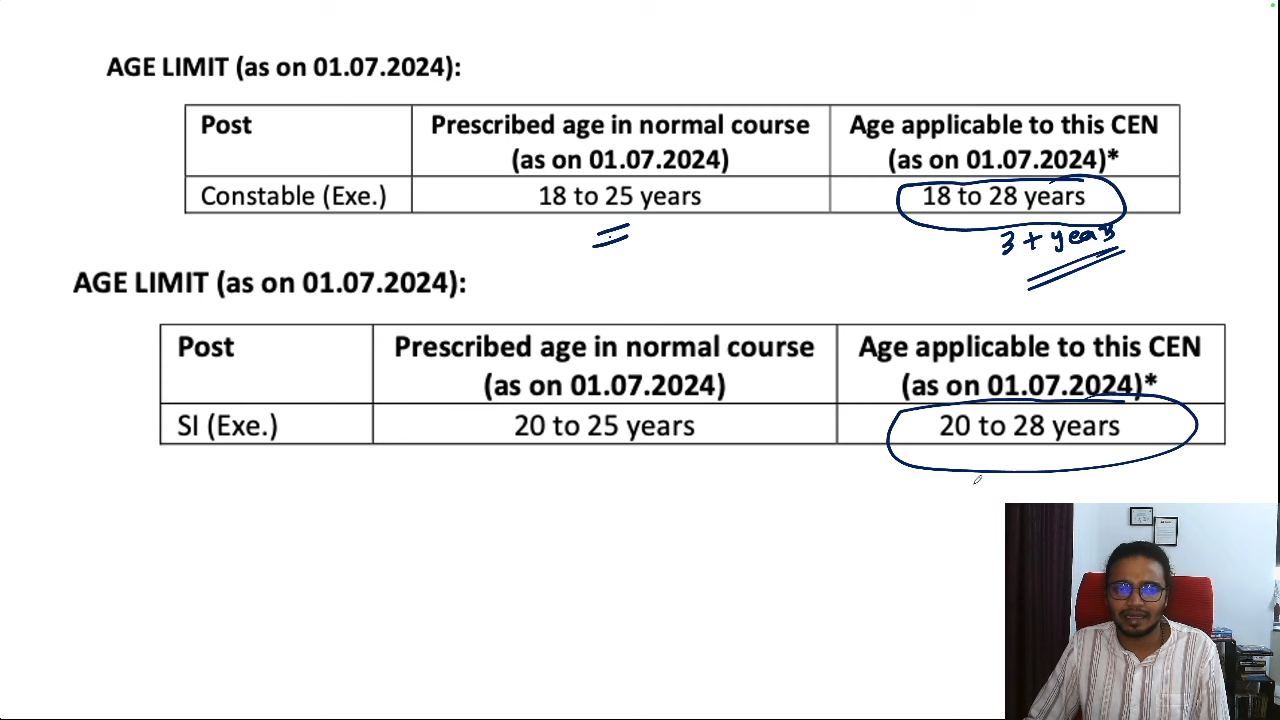 AGE LIMIT (as on 01.07.2024):
Post
Prescribed age in normal course
(as on 01.07.2024)
Age applicable to this CEN
(as on 01.07.2024)*
Constable (Exe.)
18 to 25 years
18 to 28 years
3 + years
AGE LIMIT (as on 01.07.2024):
Post
Prescribed age in normal course
(as on 01.07.2024)
Age applicable to this CEN
(as on 01.07.2024)*
SI (Exe.)
20 to 25 years
20 to 28 years